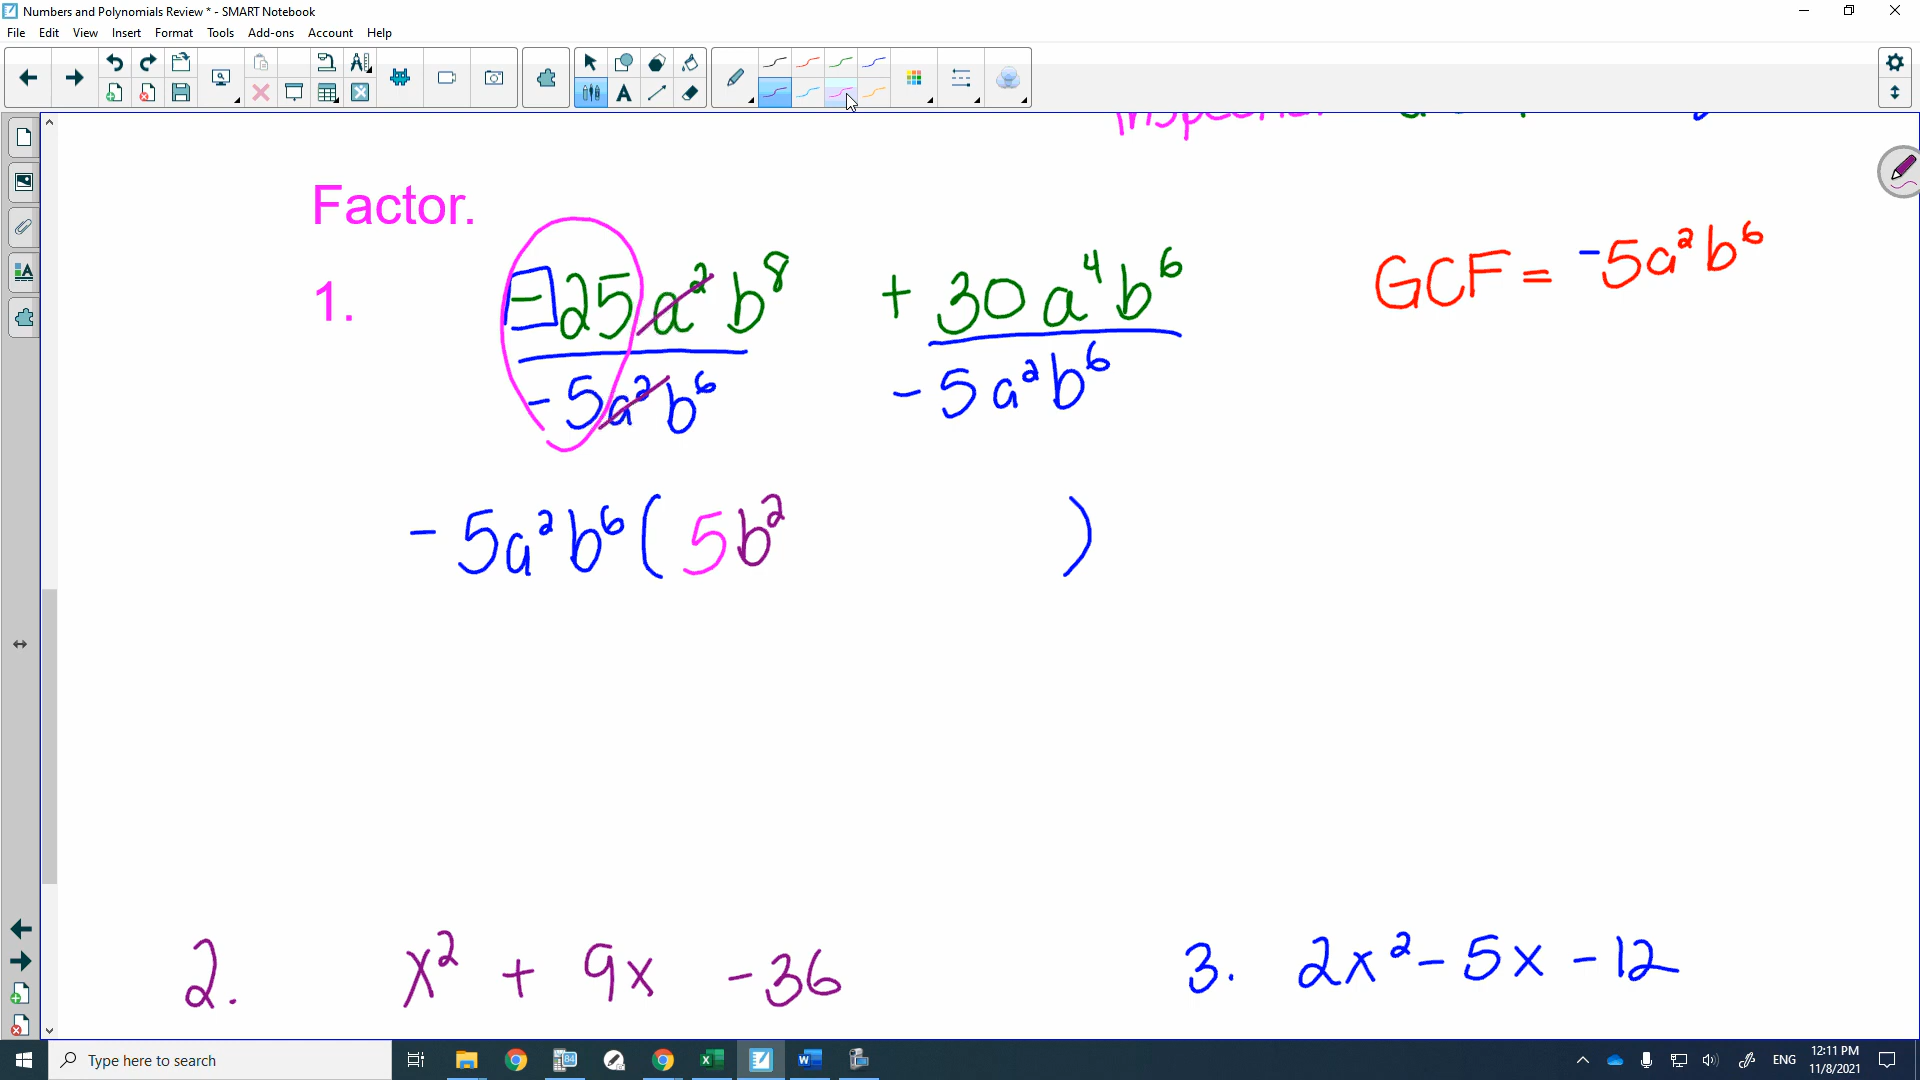 Numbers and Polynomials Review * - SMART Notebook
File Edit View Insert Format Tools Add-ons Account Help
Factor.
1. -25a²b⁸ + 30a⁴b⁶ GCF = -5a²b⁶
-5a²b⁶ -5a²b⁶
-5a²b⁶(5b² )
2. x² + 9x -36 3. 2x² - 5x - 12
Type here to search
84
ENG
12:11 PM
11/8/2021